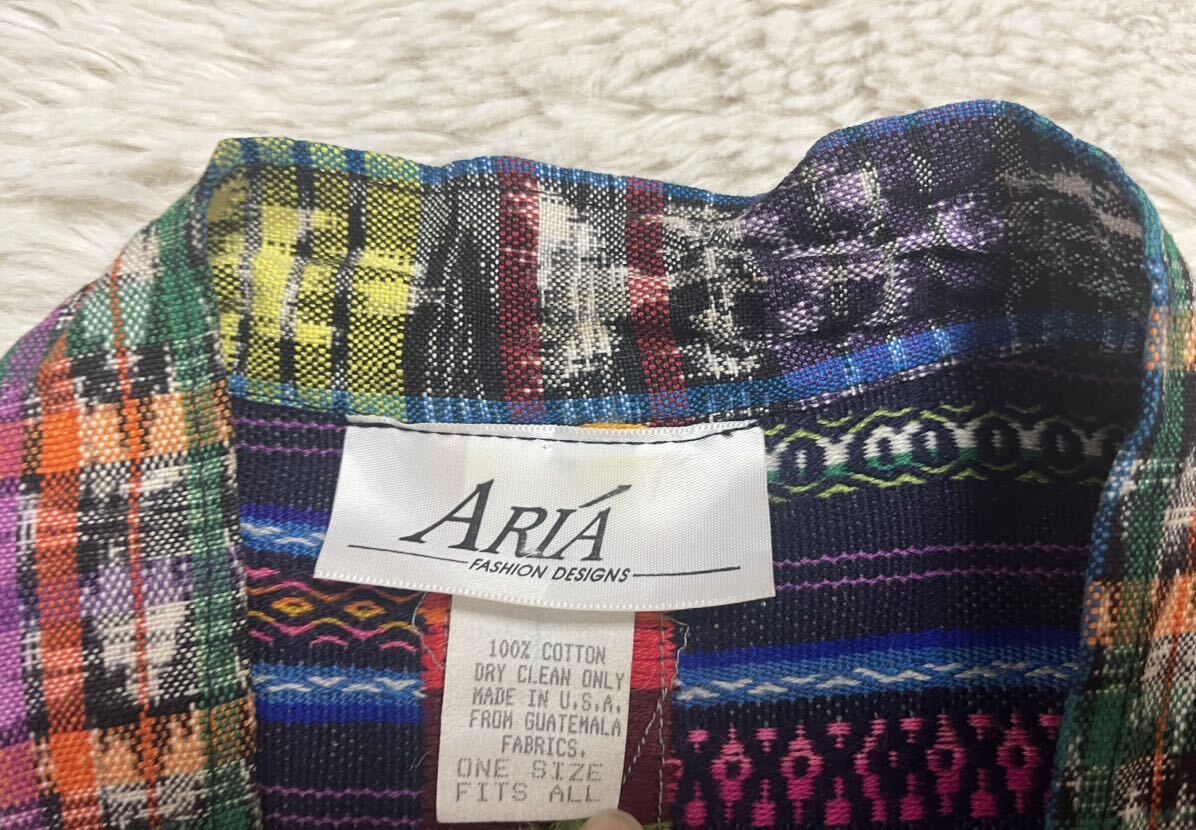 ARIÁ
FASHION DESIGNS
100% COTTON
DRY CLEAN ONLY
MADE IN U.S.A.
FROM GUATEMALA
FABRICS.
ONE SIZE
FITS ALL